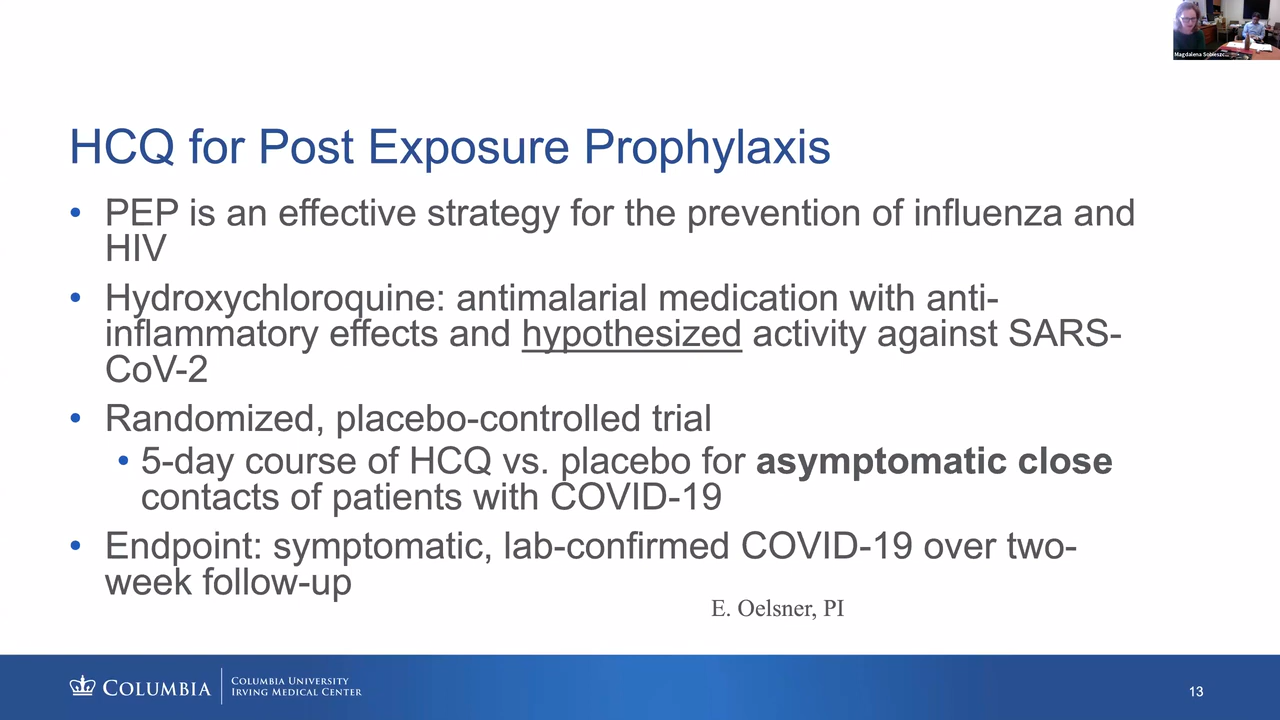 Magdalena Sobieszc...
HCQ for Post Exposure Prophylaxis
• PEP is an effective strategy for the prevention of influenza and
HIV
• Hydroxychloroquine: antimalarial medication with anti-
inflammatory effects and hypothesized activity against SARS-
CoV-2
• Randomized, placebo-controlled trial
• 5-day course of HCQ vs. placebo for asymptomatic close
contacts of patients with COVID-19
• Endpoint: symptomatic, lab-confirmed COVID-19 over two-
week follow-up
E. Oelsner, PI
COLUMBIA
COLUMBIA UNIVERSITY
IRVING MEDICAL CENTER
13